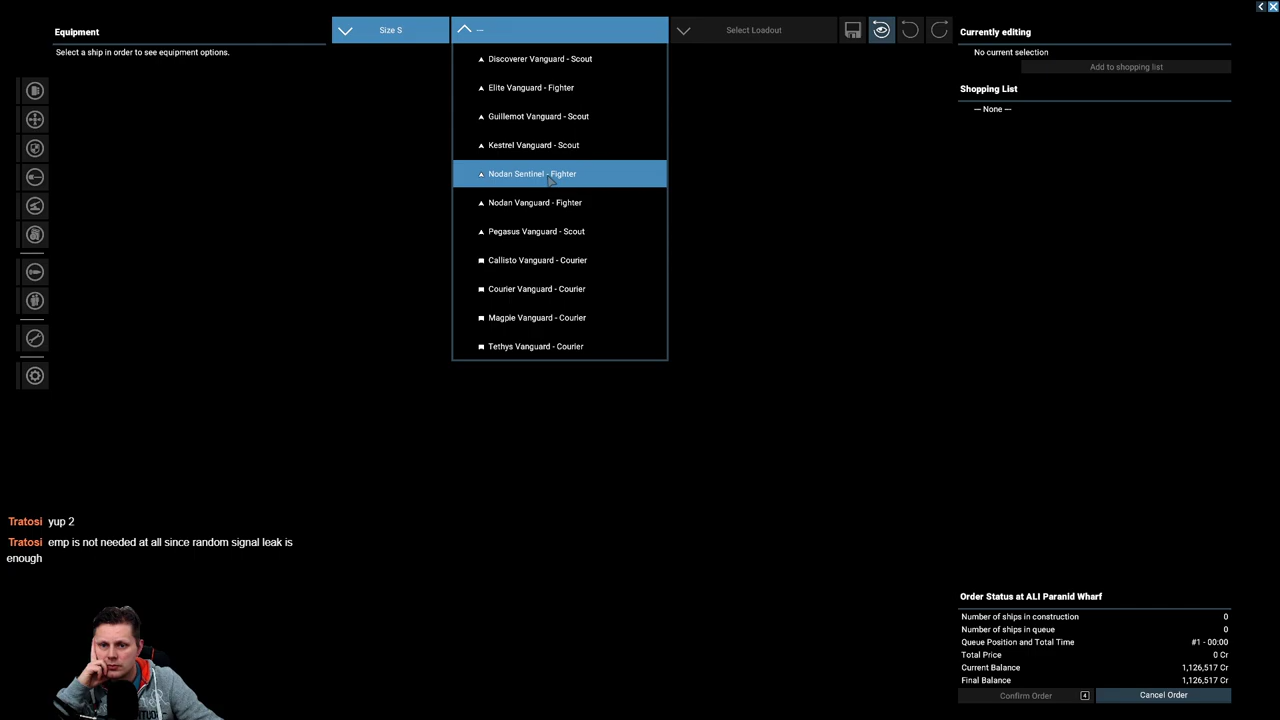 Equipment
Select a ship in order to see equipment options.
Size S
---
Select Loadout
Discoverer Vanguard - Scout
Elite Vanguard - Fighter
Guillemot Vanguard - Scout
Kestrel Vanguard - Scout
Nodan Sentinel - Fighter
Nodan Vanguard - Fighter
Pegasus Vanguard - Scout
Callisto Vanguard - Courier
Courier Vanguard - Courier
Magpie Vanguard - Courier
Tethys Vanguard - Courier
Currently editing
No current selection
Add to shopping list
Shopping List
— None —
Tratosi yup 2
Tratosi emp is not needed at all since random signal leak is
enough
Order Status at ALI Paranid Wharf
Number of ships in construction 0
Number of ships in queue 0
Queue Position and Total Time #1 - 00:00
Total Price 0 Cr
Current Balance 1,126,517 Cr
Final Balance 1,126,517 Cr
Confirm Order 4
Cancel Order